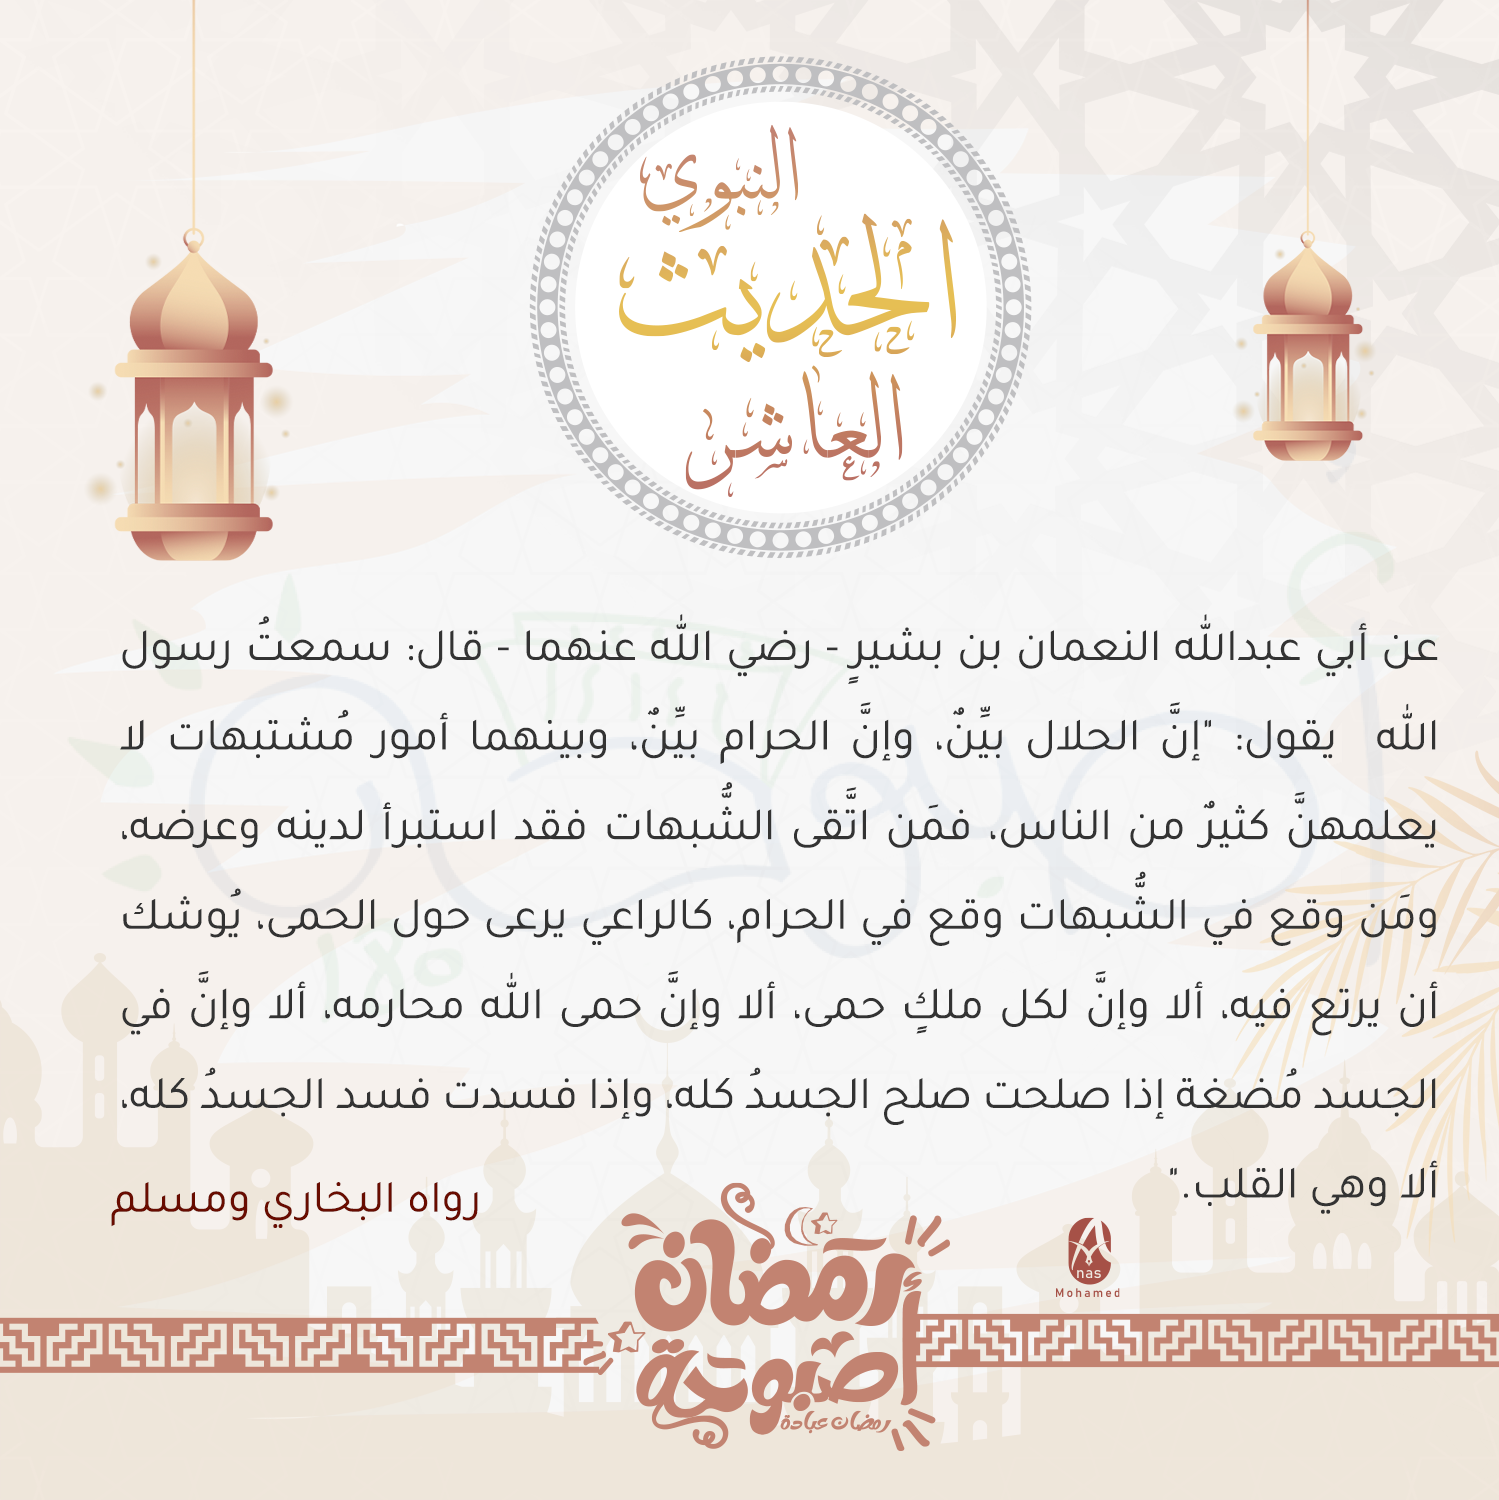 النبوي
الحديث
العاشر
عن أبي عبدالله النعمان بن بشيرٍ - رضي الله عنهما - قال: سمعتُ رسول
الله يقول: "إنَّ الحلال بيِّنٌ، وإنَّ الحرام بيِّنٌ، وبينهما أمور مُشتبهات لا
يعلمهنَّ كثيرٌ من الناس، فمَن اتَّقى الشُّبهات فقد استبرأ لدينه وعرضه،
ومَن وقع في الشُّبهات وقع في الحرام، كالراعي يرعى حول الحمى، يُوشك
أن يرتع فيه، ألا وإنَّ لكل ملكٍ حمى، ألا وإنَّ حمى الله محارمه، ألا وإنَّ في
الجسد مُضغة إذا صلحت صلح الجسدُ كله، وإذا فسدت فسد الجسدُ كله،
ألا وهي القلب."
رواه البخاري ومسلم
رمضان
أصبوحة
رمضان عبادة
Anas
Mohamed